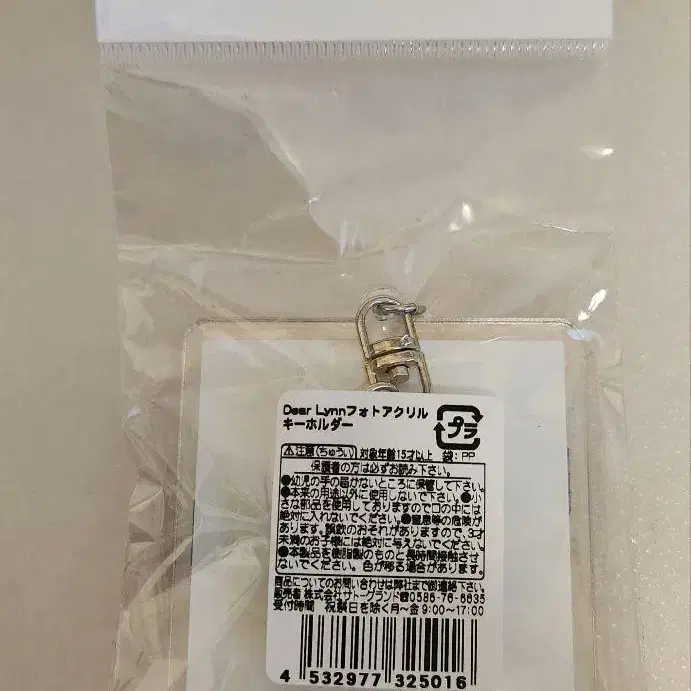 Dear Lynnフォトアクリル
キーホルダー
プラ
⚠注意(ちゅうい) 対象年齢15才以上 袋:PP
保護者の方は必ずお読み下さい。
●幼児の手の届かないところに保管して下さい。
●本来の用途以外に使用しないで下さい。●小
さな部品を使用しておりますので口の中には
絶対に入れないでください。●窒息等の危険が
あります。誤飲のおそれがありますので、3才
未満のお子様には絶対に与えないでください。
●本製品を樹脂製のものと長時間接触させ
ないでください。色が移る場合があります。
商品についてのお問い合わせは弊社まで御連絡下さい。
販売者 株式会社サトーグランド☎0586-76-6635
受付時間 祝祭日を除く月~金 9:00~17:00
4 532977 325016